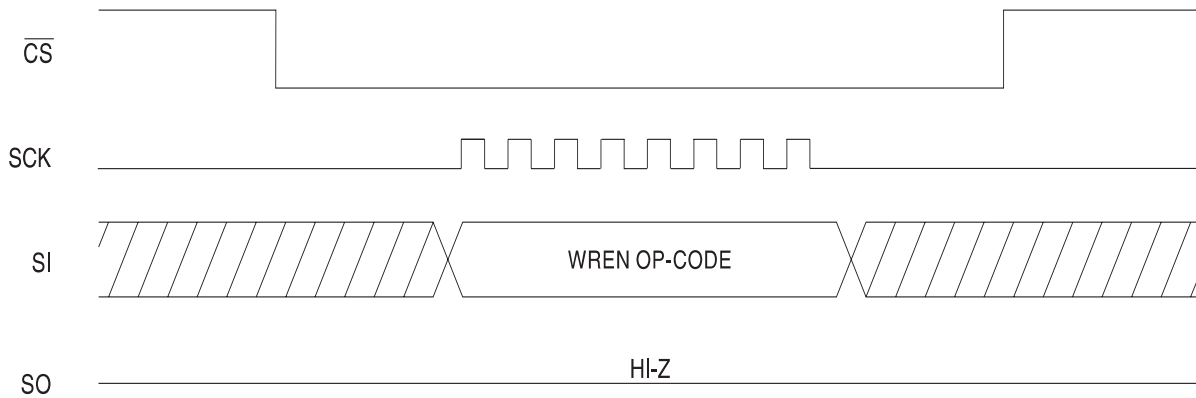 CS
SCK
SI
WREN OP-CODE
HI-Z
SO